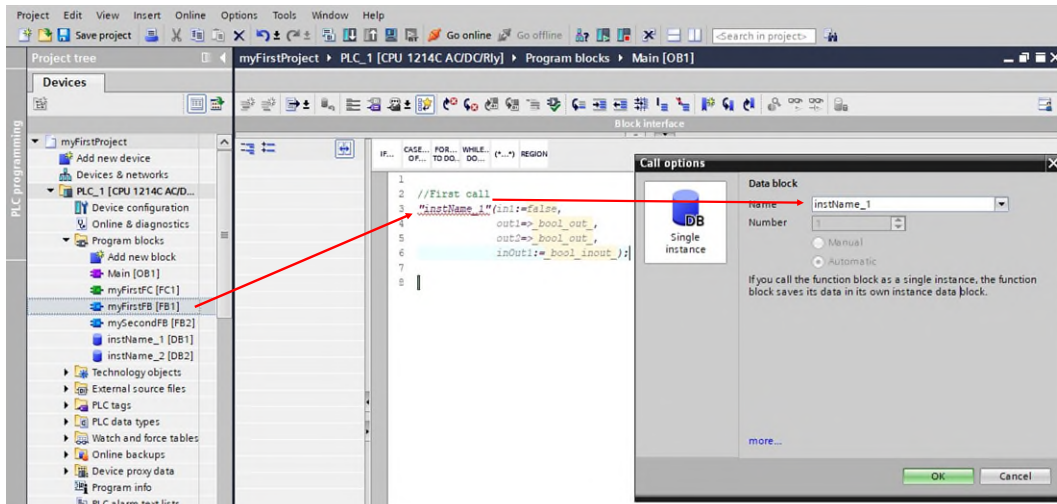 Project Edit View Insert Online Options Tools Window Help
Save project Go online Go offline <Search in project>
Project tree
myFirstProject PLC_1 [CPU 1214C AC/DC/Rly] Program blocks Main [OB1]
Devices
PLC programming
Block interface
myFirstProject
Add new device
Devices & networks
PLC_1 [CPU 1214C AC/D...
Device configuration
Online & diagnostics
Program blocks
Add new block
Main [OB1]
myFirstFC [FC1]
myFirstFB [FB1]
mySecondFB [FB2]
instName_1 [DB1]
instName_2 [DB2]
Technology objects
External source files
PLC tags
PLC data types
Watch and force tables
Online backups
Device proxy data
Program info
PLC alarm text lists
IF... CASE... OF... FOR... TO DO... WHILE... DO... (*...*) REGION
1
2 //First call
3 "instName_1"(in1:=false,
4 out1=>_bool_out_,
5 out2=>_bool_out_,
6 inOut1:=_bool_inout_);
7
8
Call options
DB
Single
instance
Data block
Name instName_1
Number 1
Manual
Automatic
If you call the function block as a single instance, the function
block saves its data in its own instance data block.
more...
OK Cancel